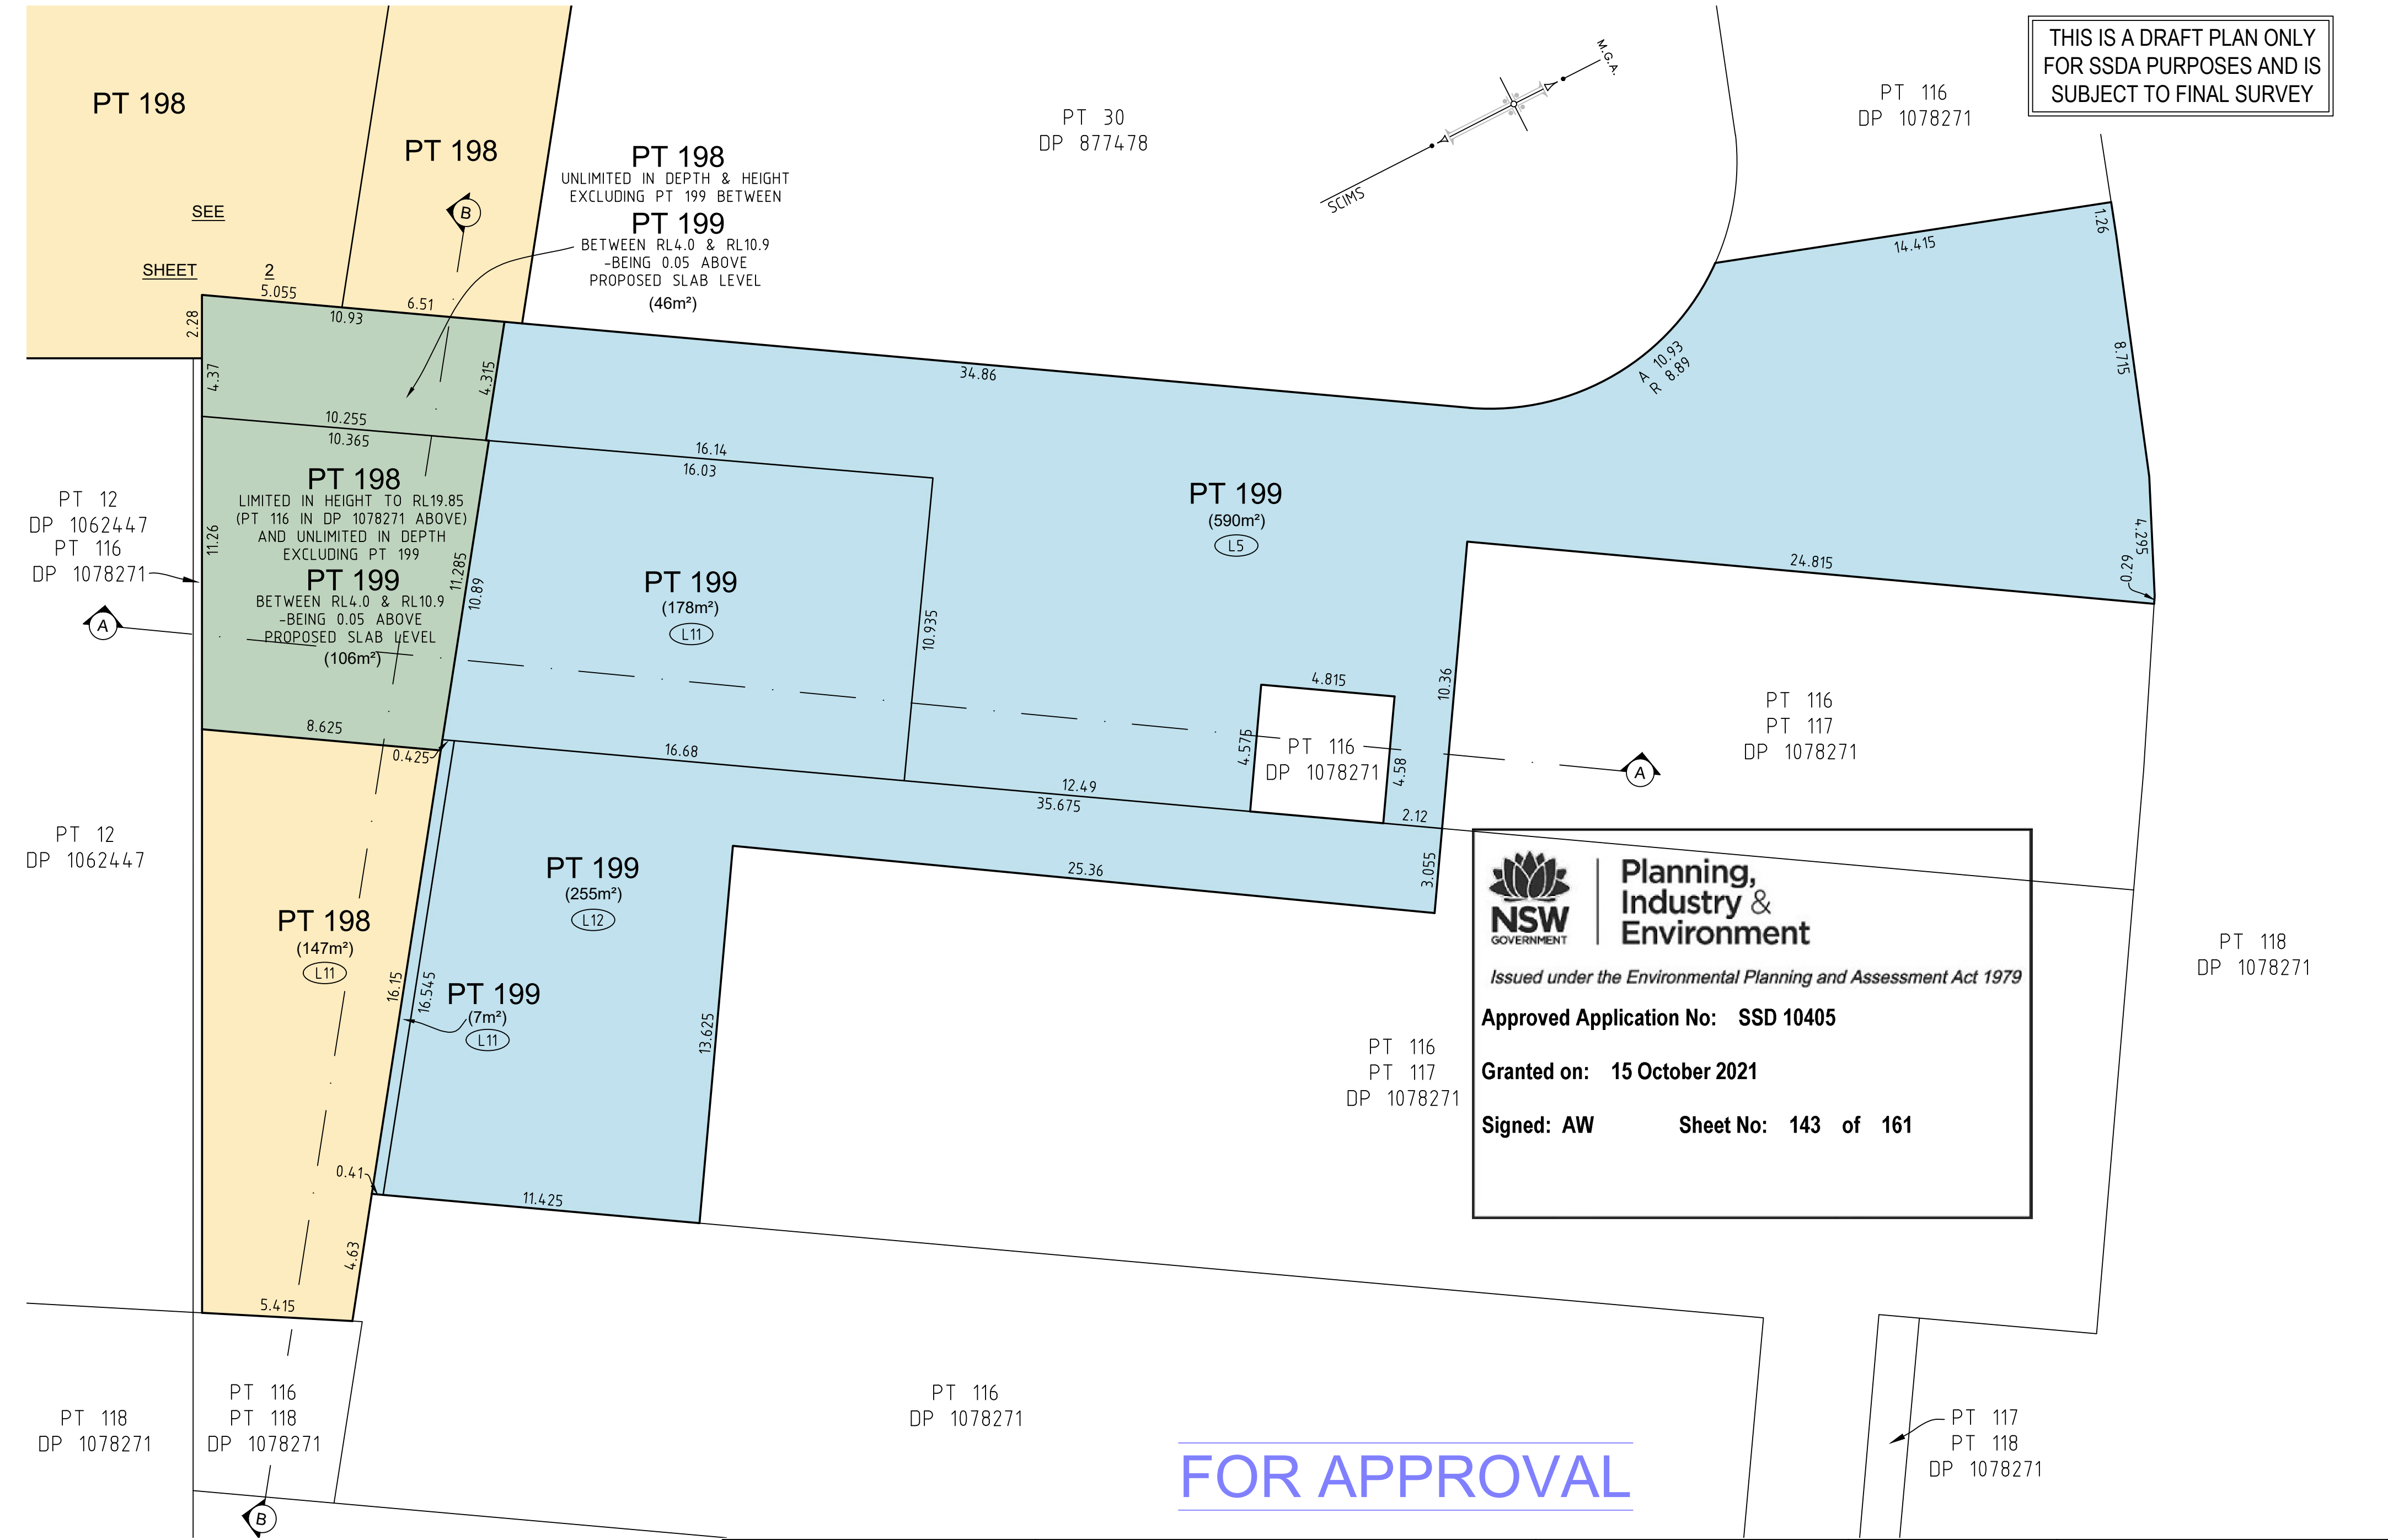 THIS IS A DRAFT PLAN ONLY
FOR SSDA PURPOSES AND IS
SUBJECT TO FINAL SURVEY
PT 198
PT 198
B
SEE
SHEET 2
PT 198
UNLIMITED IN DEPTH & HEIGHT
EXCLUDING PT 199 BETWEEN
PT 199
BETWEEN RL4.0 & RL10.9
-BEING 0.05 ABOVE
PROPOSED SLAB LEVEL
(46m²)
PT 30
DP 877478
M.G.A.
SCIMS
PT 116
DP 1078271
14.415
1.26
8.715
4.295
0.29
A 10.93
R 8.89
5.055
6.51
10.93
2.28
4.37
4.315
34.86
10.255
10.365
16.14
16.03
PT 198
LIMITED IN HEIGHT TO RL19.85
(PT 116 IN DP 1078271 ABOVE)
AND UNLIMITED IN DEPTH
EXCLUDING PT 199
PT 199
BETWEEN RL4.0 & RL10.9
-BEING 0.05 ABOVE
PROPOSED SLAB LEVEL
(106m²)
11.26
11.285
10.89
PT 12
DP 1062447
PT 116
DP 1078271
A
PT 199
(178m²)
L11
10.935
PT 199
(590m²)
L5
24.815
10.36
4.815
4.575
PT 116
DP 1078271
4.58
PT 116
PT 117
DP 1078271
A
8.625
0.425
16.68
12.49
35.675
2.12
3.055
25.36
PT 12
DP 1062447
PT 198
(147m²)
L11
PT 199
(255m²)
L12
16.15
16.545
PT 199
(7m²)
L11
13.625
0.41
11.425
4.63
5.415
PT 116
PT 117
DP 1078271
NSW
GOVERNMENT
Planning,
Industry &
Environment
Issued under the Environmental Planning and Assessment Act 1979
Approved Application No: SSD 10405
Granted on: 15 October 2021
Signed: AW Sheet No: 143 of 161
PT 118
DP 1078271
PT 118
DP 1078271
PT 116
PT 118
DP 1078271
B
PT 116
DP 1078271
PT 117
PT 118
DP 1078271
FOR APPROVAL